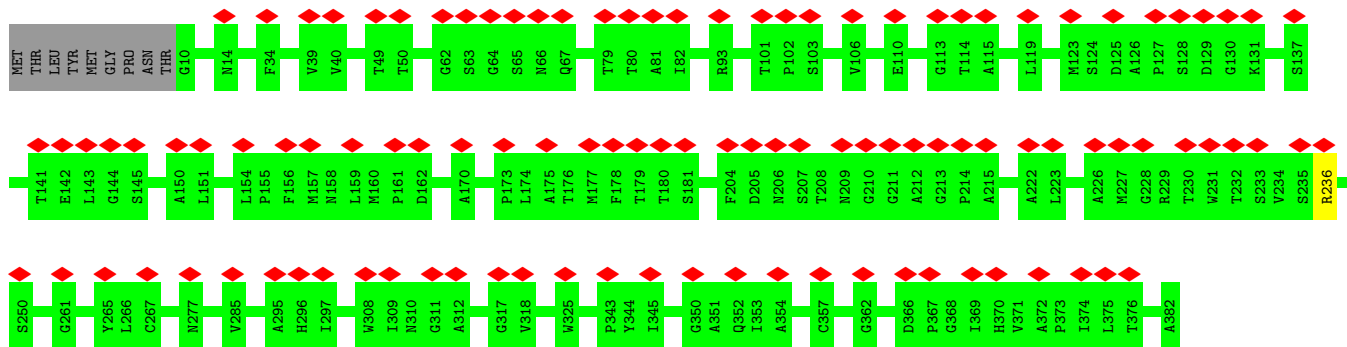 MET THR LEU TYR MET GLY PRO ASN THR G10 N14 F34 V39 V40 T49 T50 G62 S63 G64 S65 N66 Q67 T79 T80 A81 I82 R93 T101 P102 S103 V106 E110 G113 T114 A115 L119 M123 S124 D125 A126 P127 S128 D129 G130 K131 S137
T141 E142 L143 G144 S145 A150 L151 L154 P155 F156 M157 N158 L159 M160 P161 D162 A170 P173 L174 A175 T176 M177 F178 T179 T180 S181 F204 D205 N206 S207 T208 N209 G210 G211 A212 G213 P214 A215 A222 L223 A226 M227 G228 R229 T230 W231 T232 S233 V234 S235 R236
S250 G261 Y265 L266 C267 N277 V285 A295 H296 I297 W308 I309 N310 G311 A312 G317 V318 W325 P343 Y344 I345 G350 A351 Q352 I353 A354 C357 G362 D366 P367 G368 I369 H370 V371 A372 P373 I374 L375 T376 A382